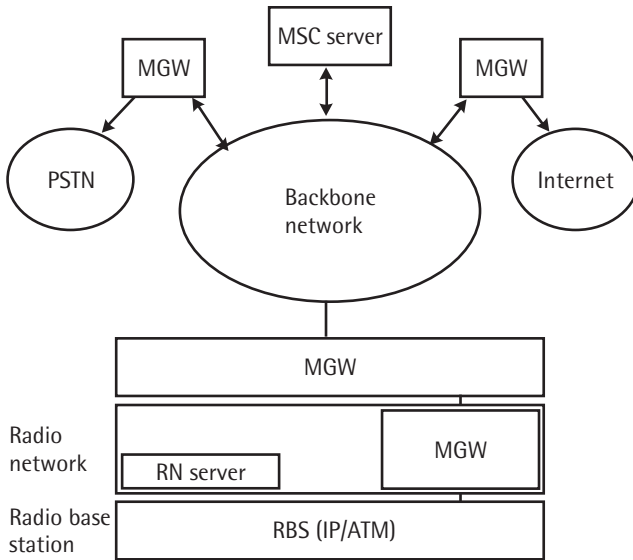 MSC server
MGW
MGW
PSTN
Backbone
network
Internet
MGW
Radio
network
MGW
RN server
Radio base
station
RBS (IP/ATM)